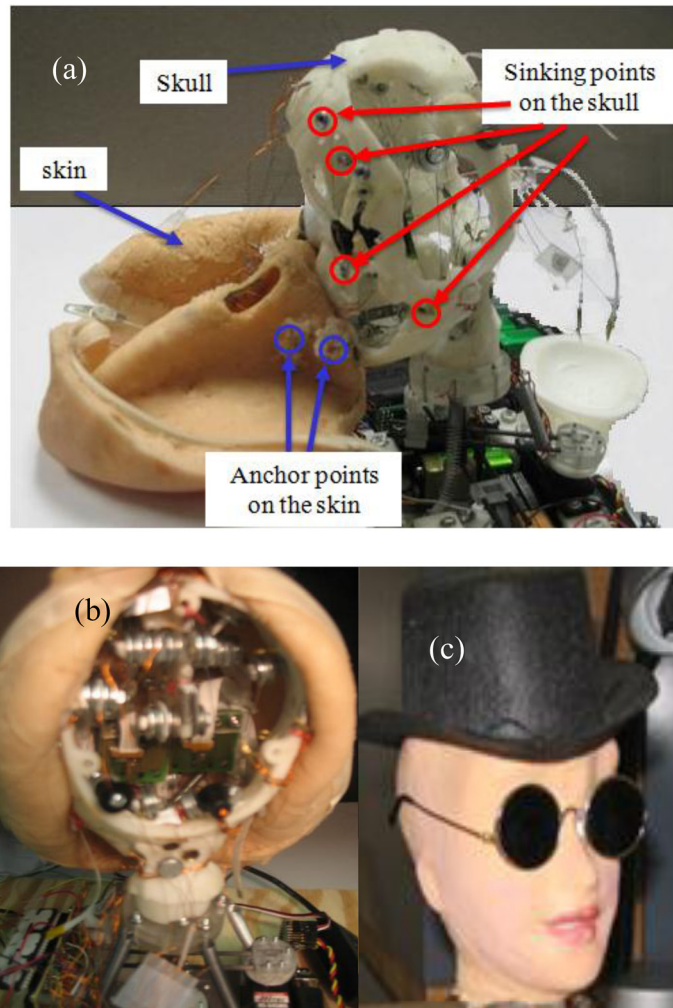 (a)
Skull
Sinking points
on the skull
skin
Anchor points
on the skin
(b)
(c)